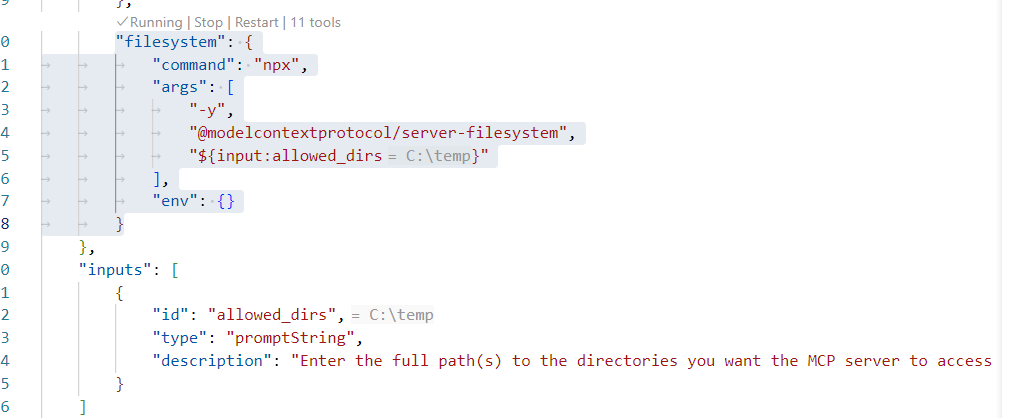 },
✓Running | Stop | Restart | 11 tools
0 "filesystem": {
1 "command": "npx",
2 "args": [
3 "-y",
4 "@modelcontextprotocol/server-filesystem",
5 "${input:allowed_dirs = C:\temp}"
6 ],
7 "env": {}
8 }
9 },
0 "inputs": [
1 {
2 "id": "allowed_dirs", = C:\temp
3 "type": "promptString",
4 "description": "Enter the full path(s) to the directories you want the MCP server to access
5 }
6 ]